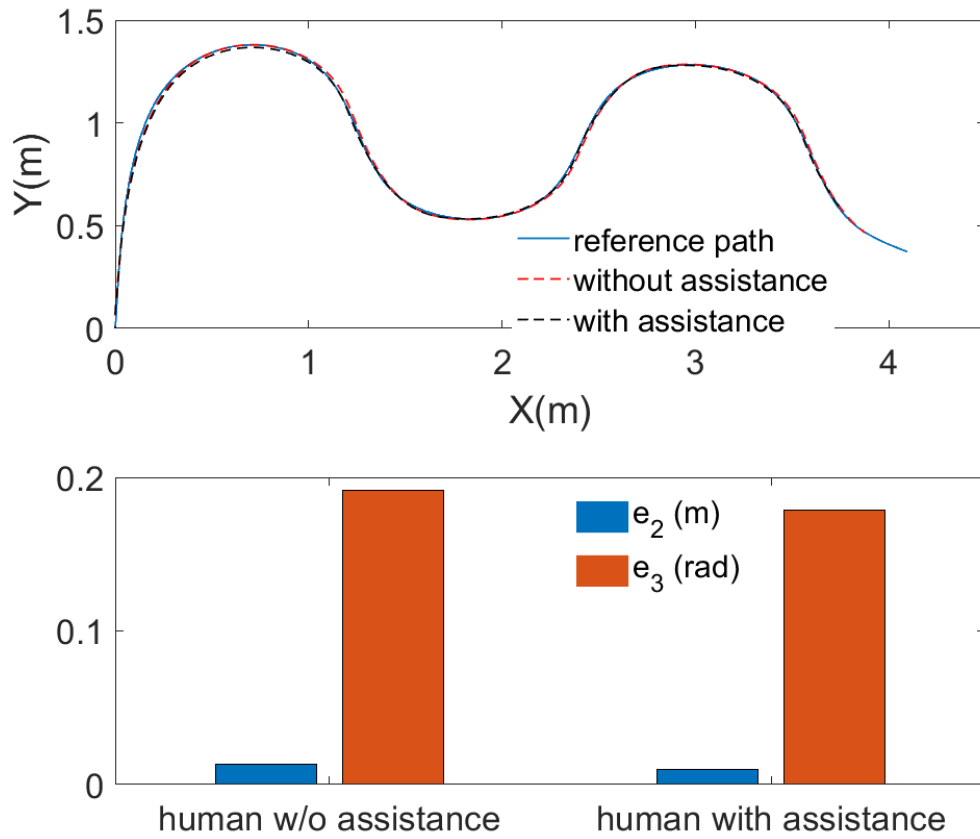 1.5
1
0.5
0
Y(m)
reference path
without assistance
with assistance
0 1 2 3 4
X(m)
0.2
0.1
0
e2 (m)
e3 (rad)
human w/o assistance human with assistance